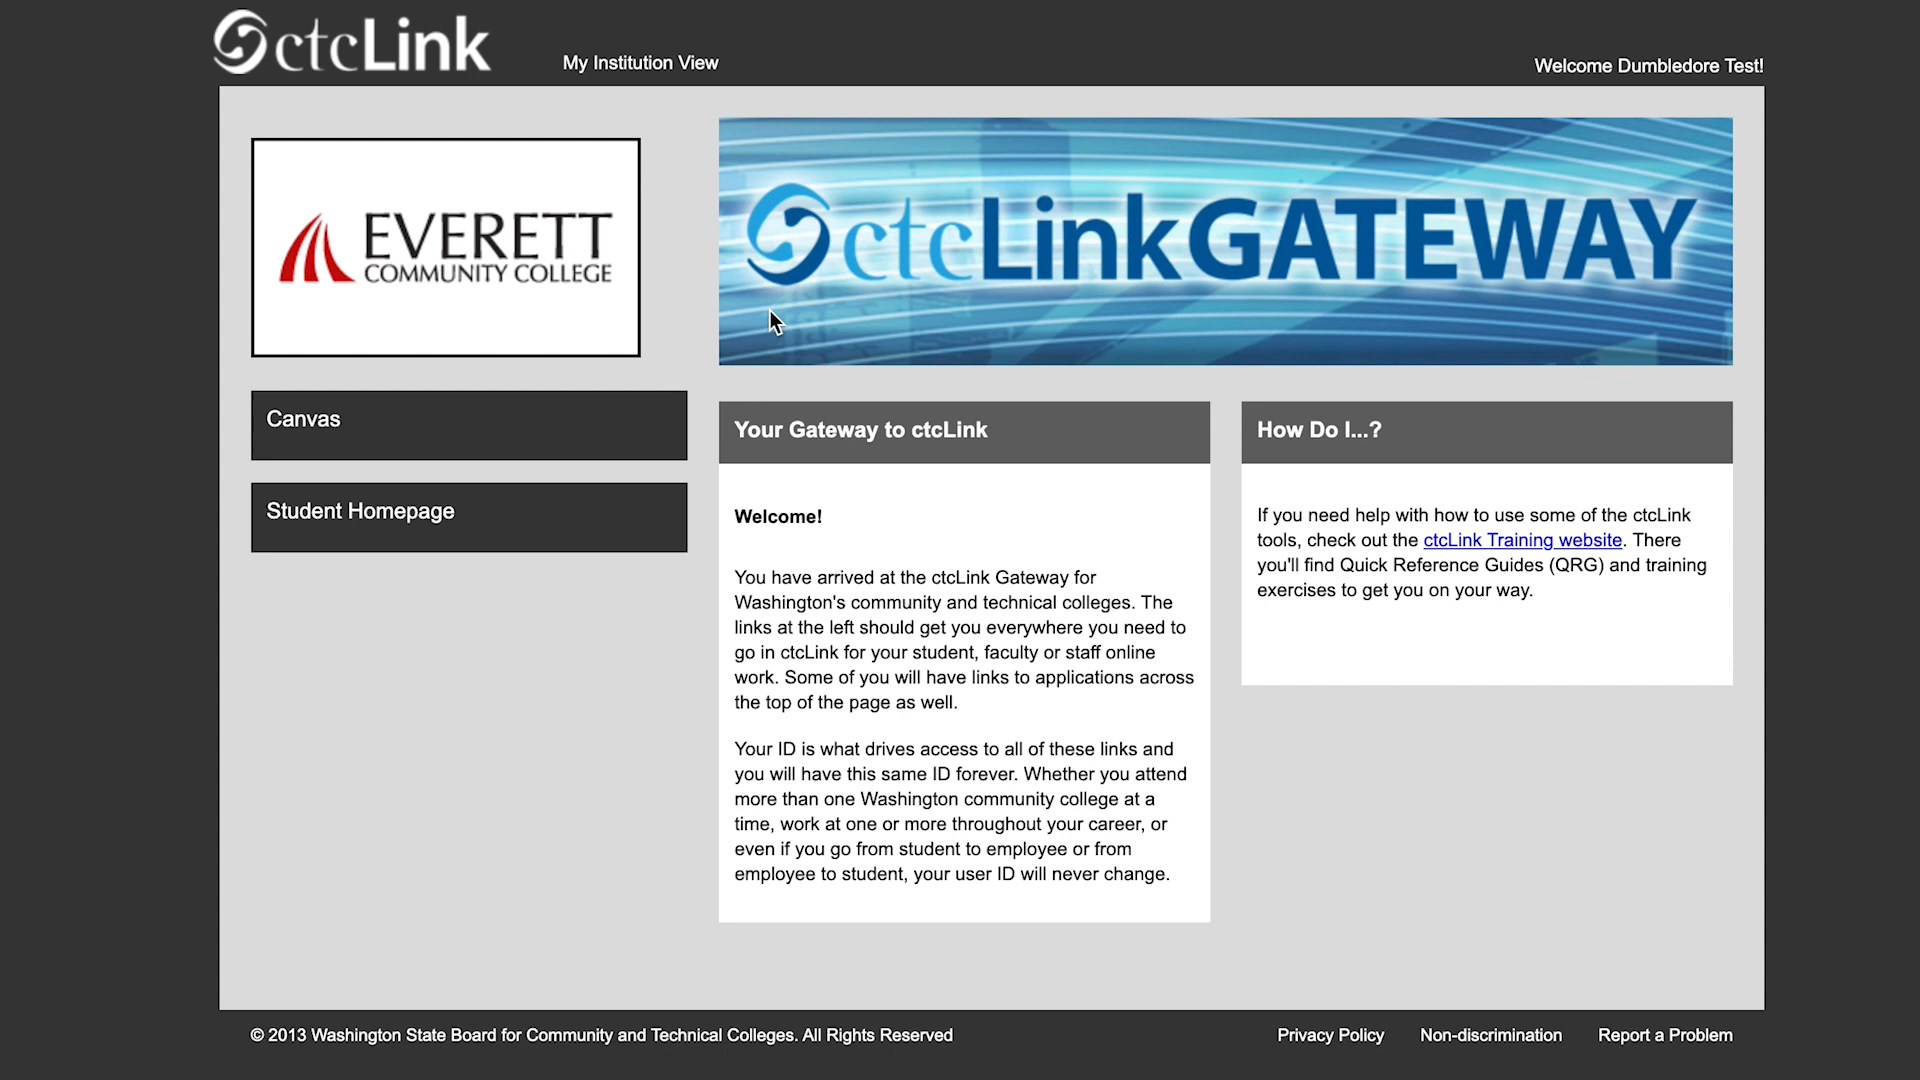 ctcLink
My Institution View
Welcome Dumbledore Test!
EVERETT
COMMUNITY COLLEGE
ctcLinkGATEWAY
Canvas
Student Homepage
Your Gateway to ctcLink
Welcome!
You have arrived at the ctcLink Gateway for
Washington's community and technical colleges. The
links at the left should get you everywhere you need to
go in ctcLink for your student, faculty or staff online
work. Some of you will have links to applications across
the top of the page as well.
Your ID is what drives access to all of these links and
you will have this same ID forever. Whether you attend
more than one Washington community college at a
time, work at one or more throughout your career, or
even if you go from student to employee or from
employee to student, your user ID will never change.
How Do I...?
If you need help with how to use some of the ctcLink
tools, check out the ctcLink Training website. There
you'll find Quick Reference Guides (QRG) and training
exercises to get you on your way.
© 2013 Washington State Board for Community and Technical Colleges. All Rights Reserved
Privacy Policy
Non-discrimination
Report a Problem